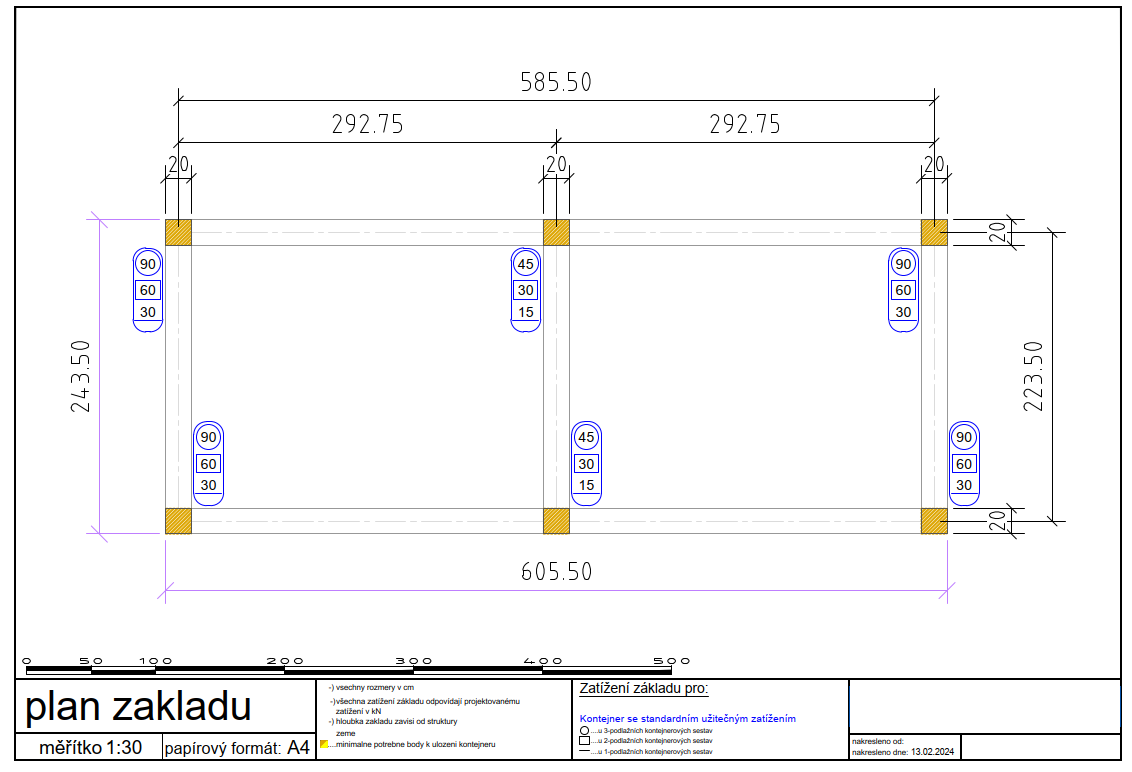 585.50
292.75 292.75
20 20 20
20
90 45 90
60 30 60
30 15 30
243.50 223.50
90 45 90
60 30 60
30 15 30
20
605.50
0 50 100 200 300 400 500
plan zakladu
měřítko 1:30 papírový formát: A4
-) vsechny rozmery v cm
-) všechna zatížení základu odpovídají projektovanému
zatížení v kN
-) hloubka zakladu zavisi od struktury
zeme
....minimalne potrebne body k ulozeni kontejneru
Zatížení základu pro:
Kontejner se standardním užitečným zatížením
....u 3-podlažních kontejnerových sestav
....u 2-podlažních kontejnerových sestav
....u 1-podlažních kontejnerových sestav
nakresleno od:
nakresleno dne: 13.02.2024